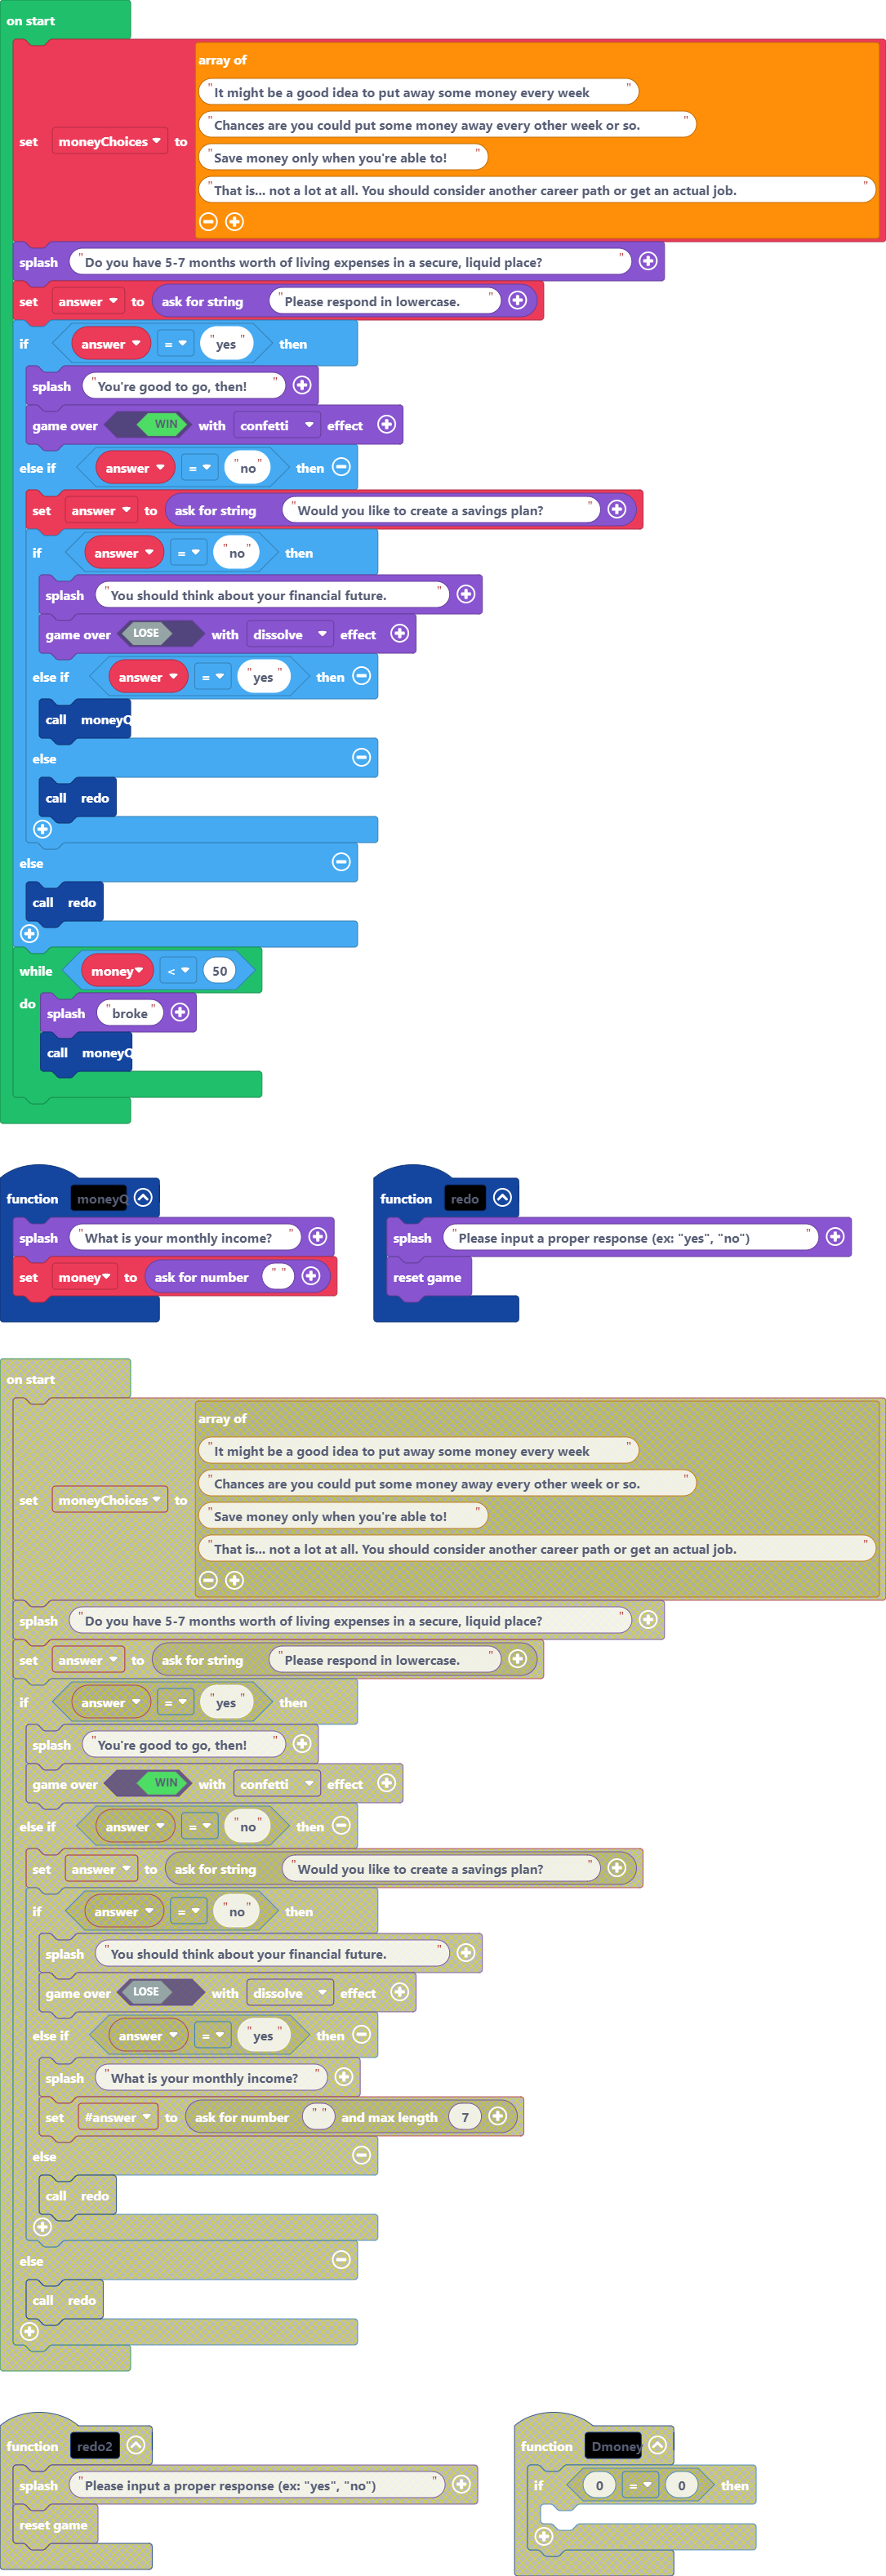 on start
array of
"It might be a good idea to put away some money every week"
"Chances are you could put some money away every other week or so."
set moneyChoices to
"Save money only when you're able to!"
"That is... not a lot at all. You should consider another career path or get an actual job."
splash "Do you have 5-7 months worth of living expenses in a secure, liquid place?"
set answer to ask for string "Please respond in lowercase."
if answer = "yes" then
splash "You're good to go, then!"
game over WIN with confetti effect
else if answer = "no" then
set answer to ask for string "Would you like to create a savings plan?"
if answer = "no" then
splash "You should think about your financial future."
game over LOSE with dissolve effect
else if answer = "yes" then
call moneyQ
else
call redo
else
call redo
while money < 50
do
splash "broke"
call moneyQ
function moneyQ
splash "What is your monthly income?"
set money to ask for number ""
function redo
splash "Please input a proper response (ex: "yes", "no")"
reset game
on start
array of
"It might be a good idea to put away some money every week"
"Chances are you could put some money away every other week or so."
set moneyChoices to
"Save money only when you're able to!"
"That is... not a lot at all. You should consider another career path or get an actual job."
splash "Do you have 5-7 months worth of living expenses in a secure, liquid place?"
set answer to ask for string "Please respond in lowercase."
if answer = "yes" then
splash "You're good to go, then!"
game over WIN with confetti effect
else if answer = "no" then
set answer to ask for string "Would you like to create a savings plan?"
if answer = "no" then
splash "You should think about your financial future."
game over LOSE with dissolve effect
else if answer = "yes" then
splash "What is your monthly income?"
set #answer to ask for number "" and max length 7
else
call redo
else
call redo
function redo2
splash "Please input a proper response (ex: "yes", "no")"
reset game
function Dmoney
if 0 = 0 then